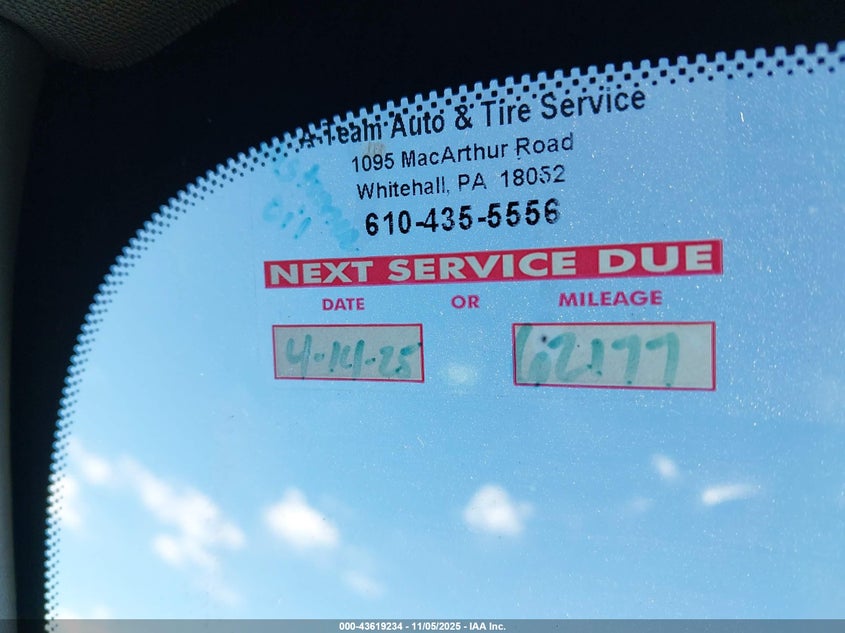 A-Team Auto & Tire Service
1095 MacArthur Road
Whitehall, PA 18052
610-435-5556
NEXT SERVICE DUE
DATE OR MILEAGE
4-14-25 62177
000-43619234 - 11/05/2025 - IAA Inc.